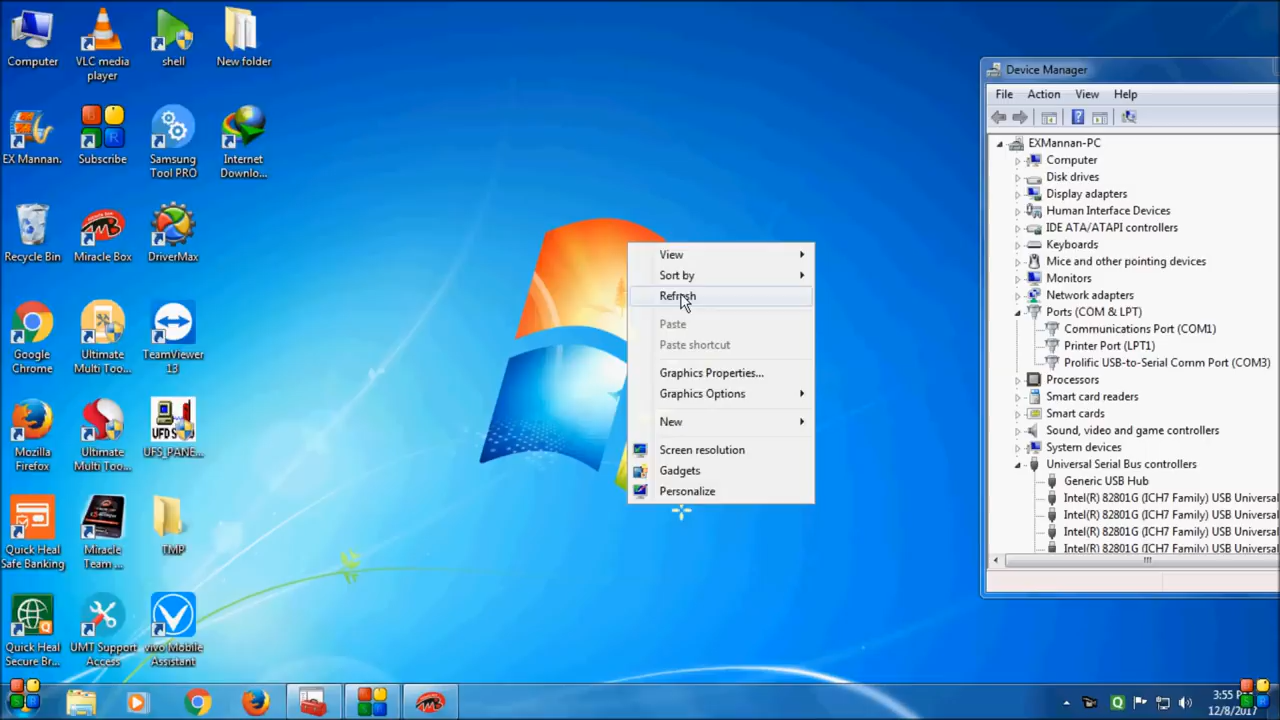 Computer
VLC media
player
shell
New folder
EX Mannan.
Subscribe
Samsung
Tool PRO
Internet
Downlo...
Recycle Bin
Miracle Box
DriverMax
Google
Chrome
Ultimate
Multi Too...
TeamViewer
13
Mozilla
Firefox
Ultimate
Multi Too...
UFS_PANE...
Quick Heal
Safe Banking
Miracle
Team ...
TMP
Quick Heal
Secure Br...
UMT Support
Access
vivo Mobile
Assistant
View
Sort by
Refresh
Paste
Paste shortcut
Graphics Properties...
Graphics Options
New
Screen resolution
Gadgets
Personalize
Device Manager
File Action View Help
EXMannan-PC
Computer
Disk drives
Display adapters
Human Interface Devices
IDE ATA/ATAPI controllers
Keyboards
Mice and other pointing devices
Monitors
Network adapters
Ports (COM & LPT)
Communications Port (COM1)
Printer Port (LPT1)
Prolific USB-to-Serial Comm Port (COM3)
Processors
Smart card readers
Smart cards
Sound, video and game controllers
System devices
Universal Serial Bus controllers
Generic USB Hub
Intel(R) 82801G (ICH7 Family) USB Universal
Intel(R) 82801G (ICH7 Family) USB Universal
Intel(R) 82801G (ICH7 Family) USB Universal
Intel(R) 82801G (ICH7 Family) USB Universal
3:55
12/8/2017